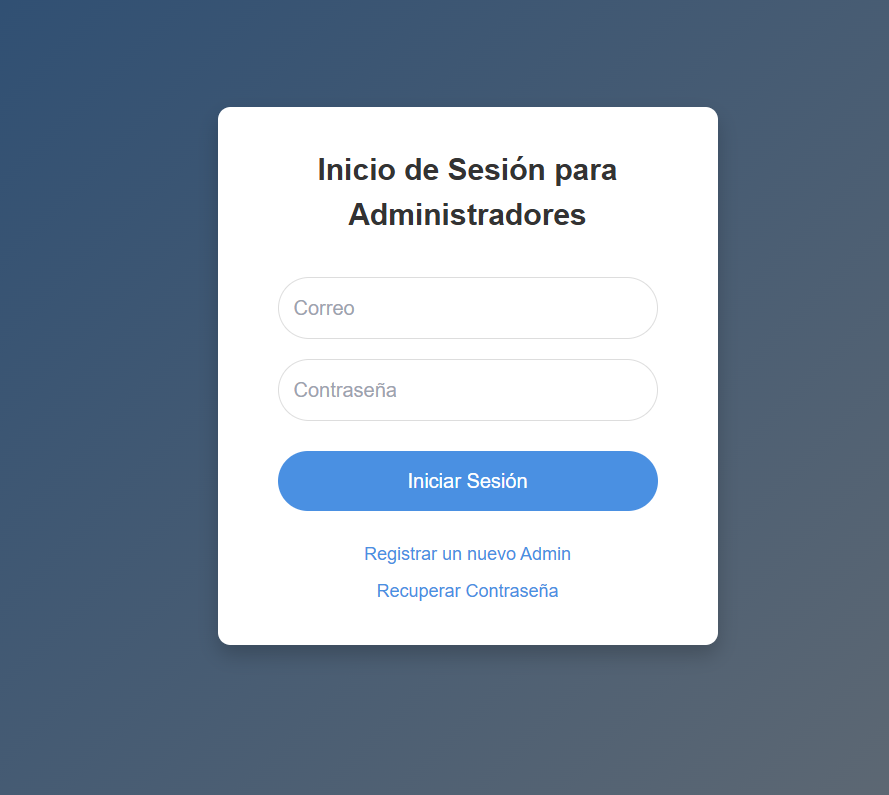 Inicio de Sesión para
Administradores
Correo
Contraseña
Iniciar Sesión
Registrar un nuevo Admin
Recuperar Contraseña